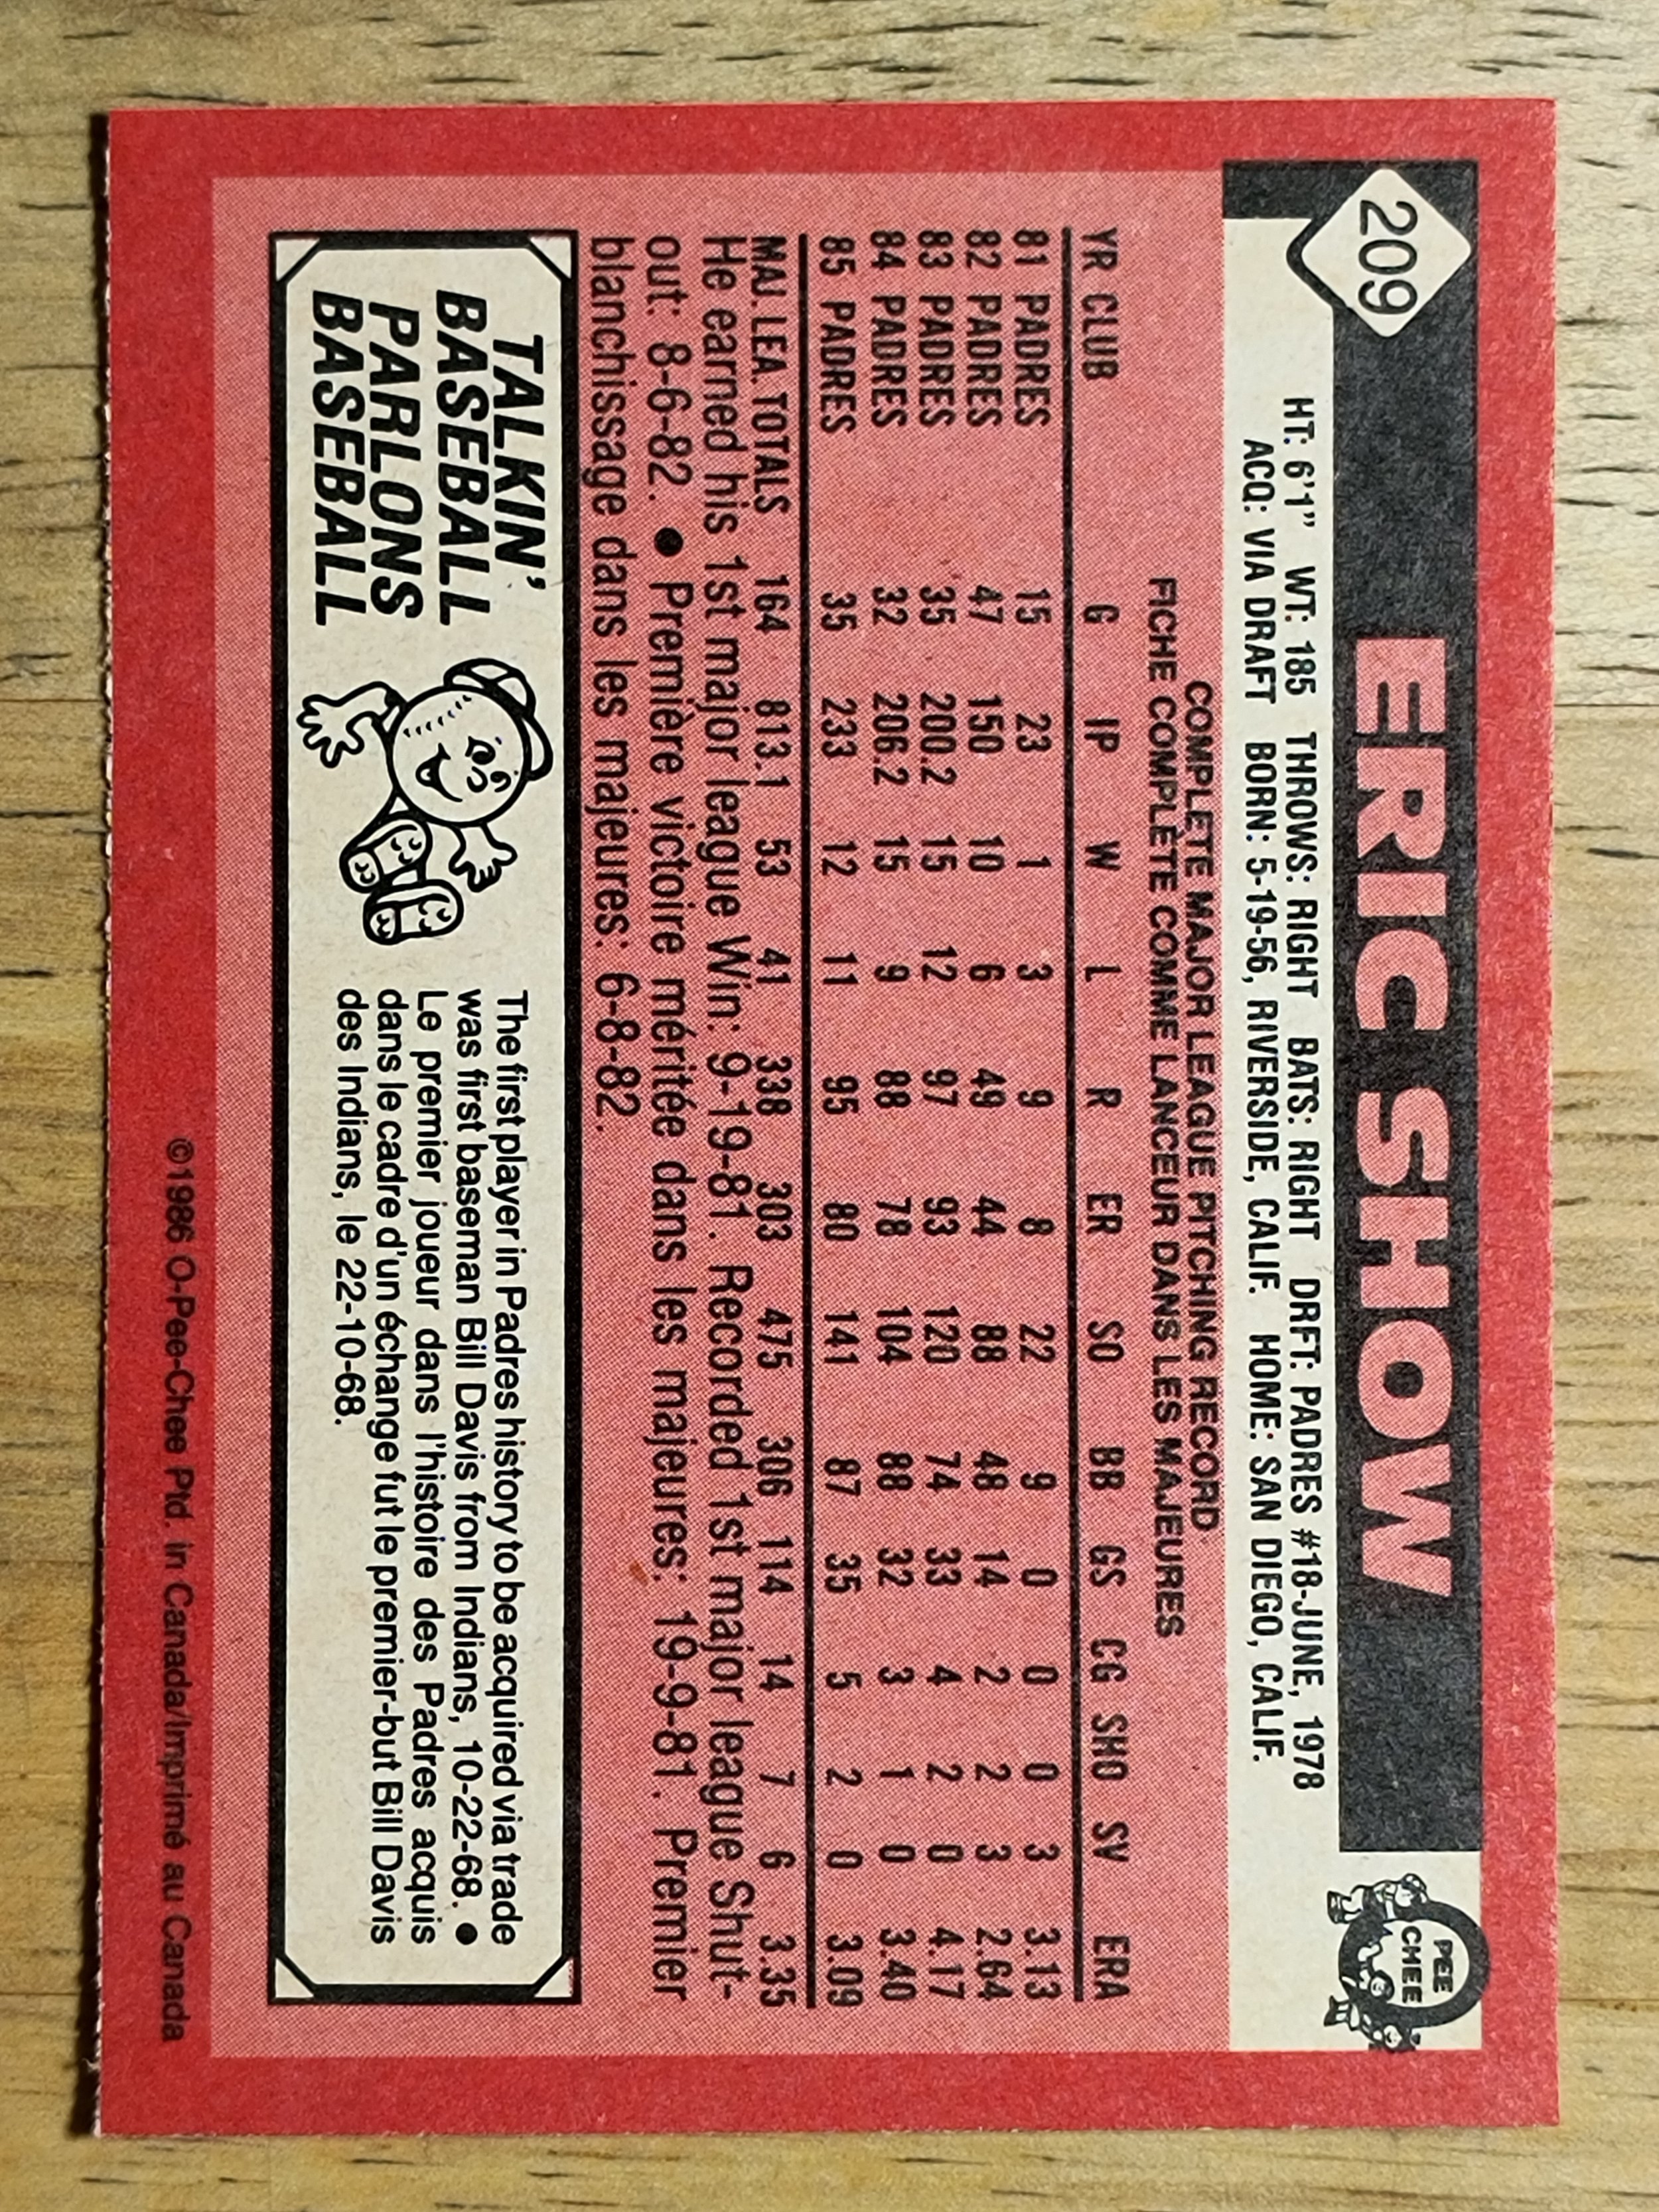 209
ERIC SHOW
PEE
CHEE
HT: 6'1" WT: 185 THROWS: RIGHT BATS: RIGHT DRFT: PADRES #18-JUNE, 1978
ACQ: VIA DRAFT BORN: 5-19-56, RIVERSIDE, CALIF. HOME: SAN DIEGO, CALIF.
COMPLETE MAJOR LEAGUE PITCHING RECORD
FICHE COMPLÈTE COMME LANCEUR DANS LES MAJEURES
YR CLUB G IP W L R ER SO BB GS CG SHO SV ERA
81 PADRES 15 23 1 3 9 8 22 9 0 0 0 3 3.13
82 PADRES 47 150 10 6 49 44 88 48 14 2 2 3 2.64
83 PADRES 35 200.2 15 12 97 93 120 74 33 4 2 0 4.17
84 PADRES 32 206.2 15 9 88 78 104 88 32 3 1 0 3.40
85 PADRES 35 233 12 11 95 80 141 87 35 5 2 0 3.09
MAJ. LEA. TOTALS 164 813.1 53 41 338 303 475 306 114 14 7 6 3.35
He earned his 1st major league Win: 9-19-81. Recorded 1st major league Shut-
out: 8-6-82. ● Première victoire méritée dans les majeures: 19-9-81. Premier
blanchissage dans les majeures: 6-8-82.
TALKIN'
BASEBALL
PARLONS
BASEBALL
The first player in Padres history to be acquired via trade
was first baseman Bill Davis from Indians, 10-22-68. ●
Le premier joueur dans l'histoire des Padres acquis
dans le cadre d'un échange fut le premier-but Bill Davis
des Indians, le 22-10-68.
©1986 O-Pee-Chee Ptd. in Canada/Imprimé au Canada